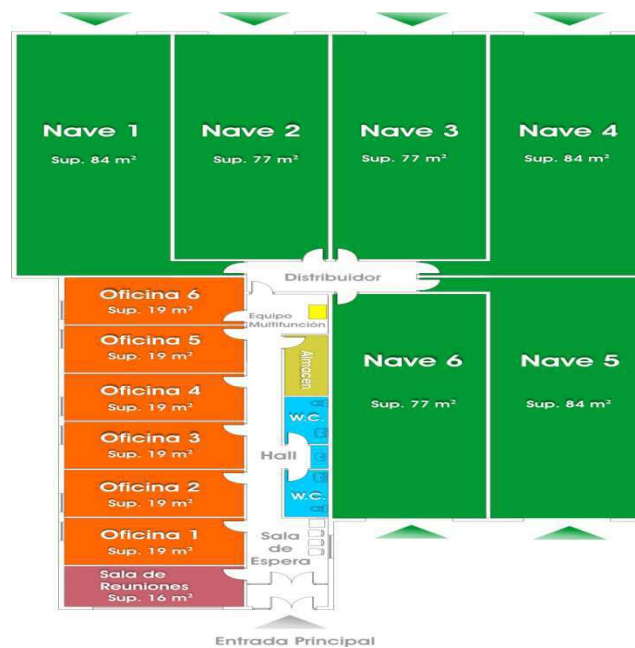 Nave 1
Sup. 84 m²
Nave 2
Sup. 77 m²
Nave 3
Sup. 77 m²
Nave 4
Sup. 84 m²
Distribuidor
Oficina 6
Sup. 19 m²
Equipo
Multifunción
Oficina 5
Sup. 19 m²
Almacen
Nave 6
Sup. 77 m²
Nave 5
Sup. 84 m²
Oficina 4
Sup. 19 m²
W.C.
Oficina 3
Sup. 19 m²
Hall
Oficina 2
Sup. 19 m²
W.C.
Oficina 1
Sup. 19 m²
Sala
de
Espera
Sala de
Reuniones
Sup. 16 m²
Entrada Principal